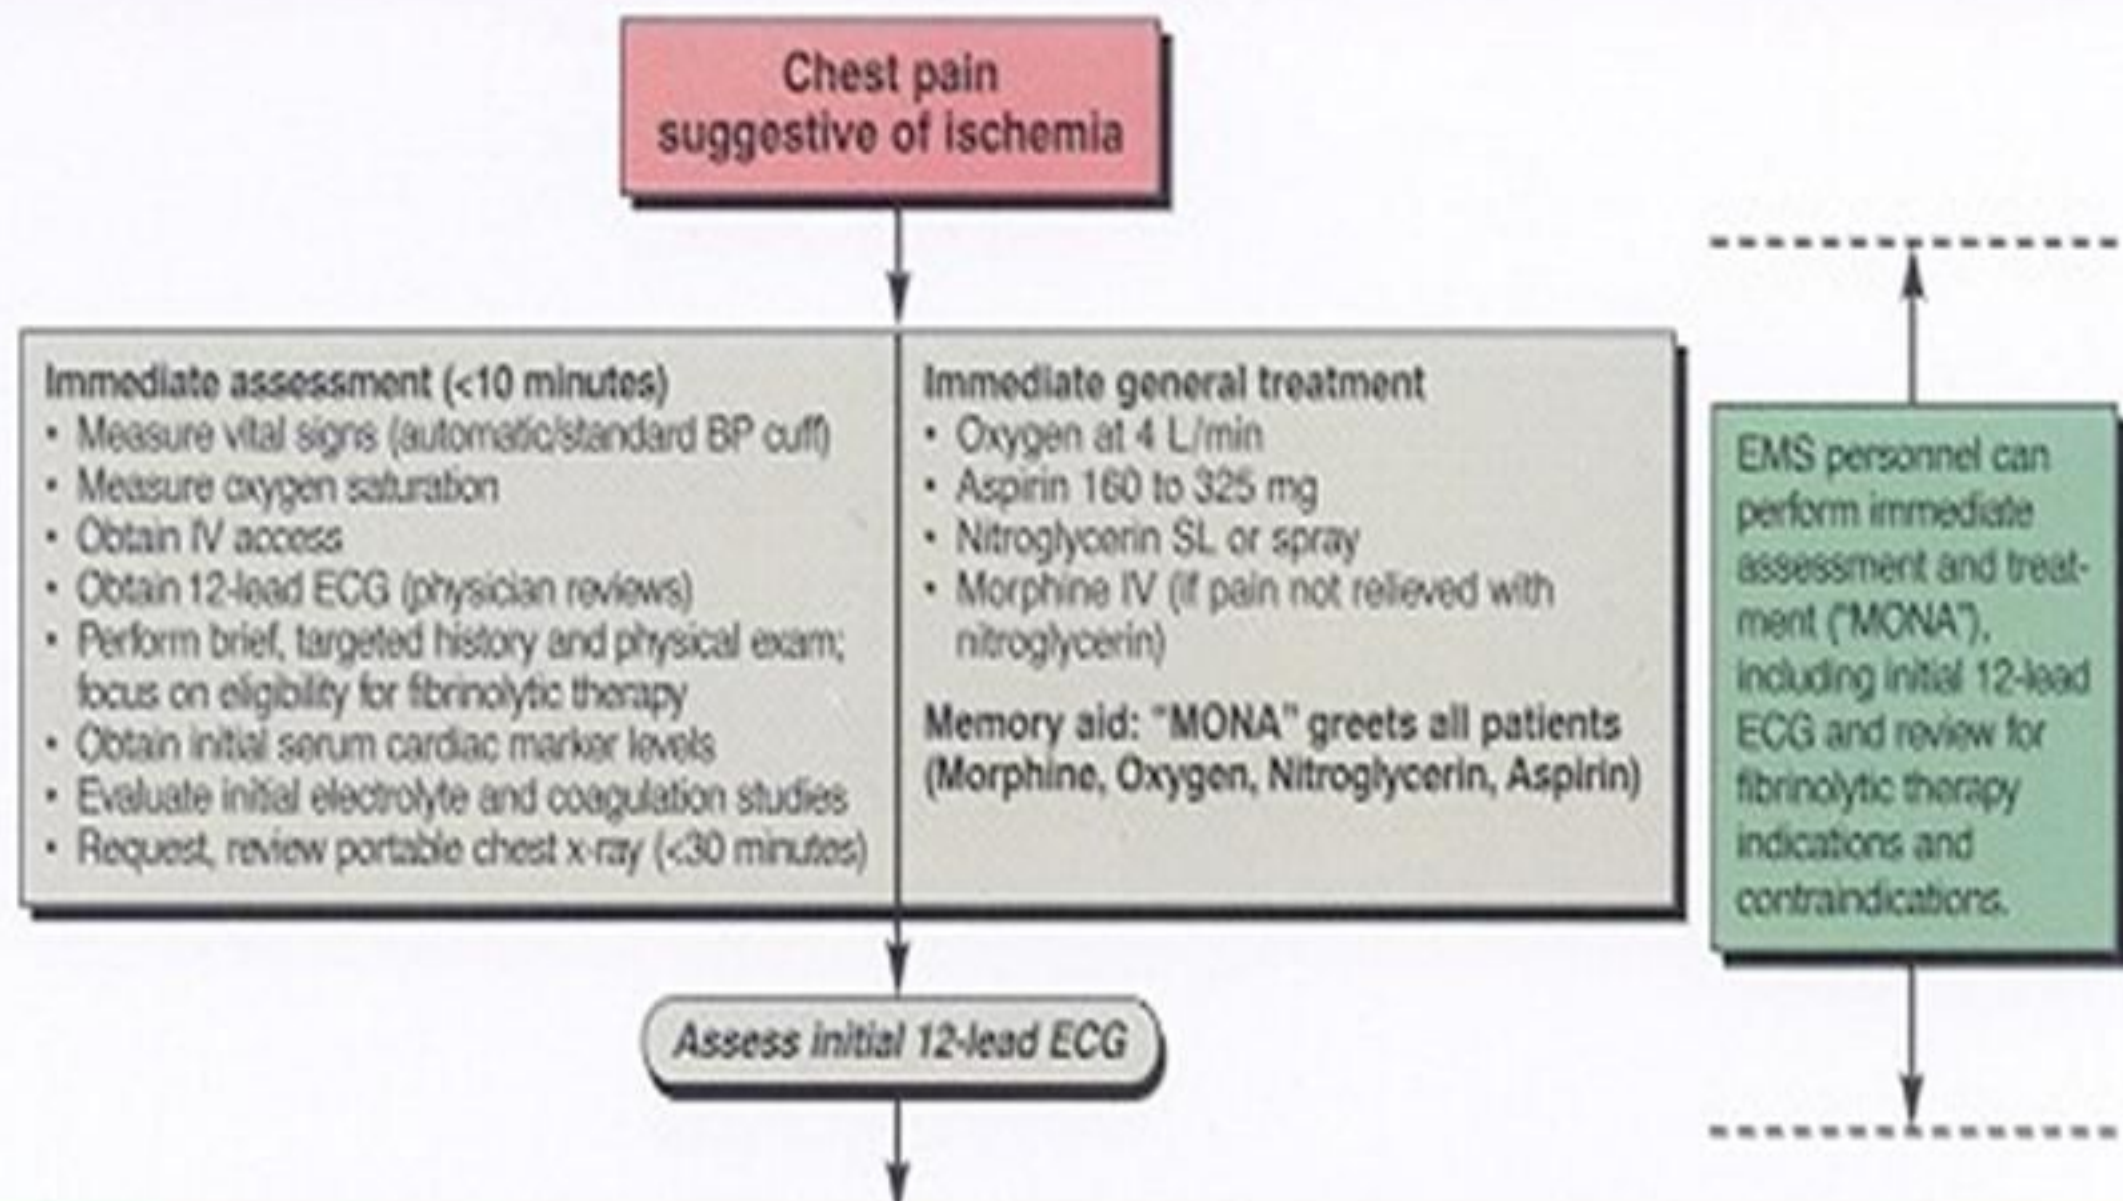 Chest pain
suggestive of ischemia
Immediate assessment (<10 minutes)
• Measure vital signs (automatic/standard BP cuff)
• Measure oxygen saturation
• Obtain IV access
• Obtain 12-lead ECG (physician reviews)
• Perform brief, targeted history and physical exam;
focus on eligibility for fibrinolytic therapy
• Obtain initial serum cardiac marker levels
• Evaluate initial electrolyte and coagulation studies
• Request, review portable chest x-ray (<30 minutes)
Immediate general treatment
• Oxygen at 4 L/min
• Aspirin 160 to 325 mg
• Nitroglycerin SL or spray
• Morphine IV (if pain not relieved with
nitroglycerin)
Memory aid: "MONA" greets all patients
(Morphine, Oxygen, Nitroglycerin, Aspirin)
EMS personnel can
perform immediate
assessment and treat-
ment ("MONA"),
including initial 12-lead
ECG and review for
fibrinolytic therapy
indications and
contraindications.
Assess initial 12-lead ECG